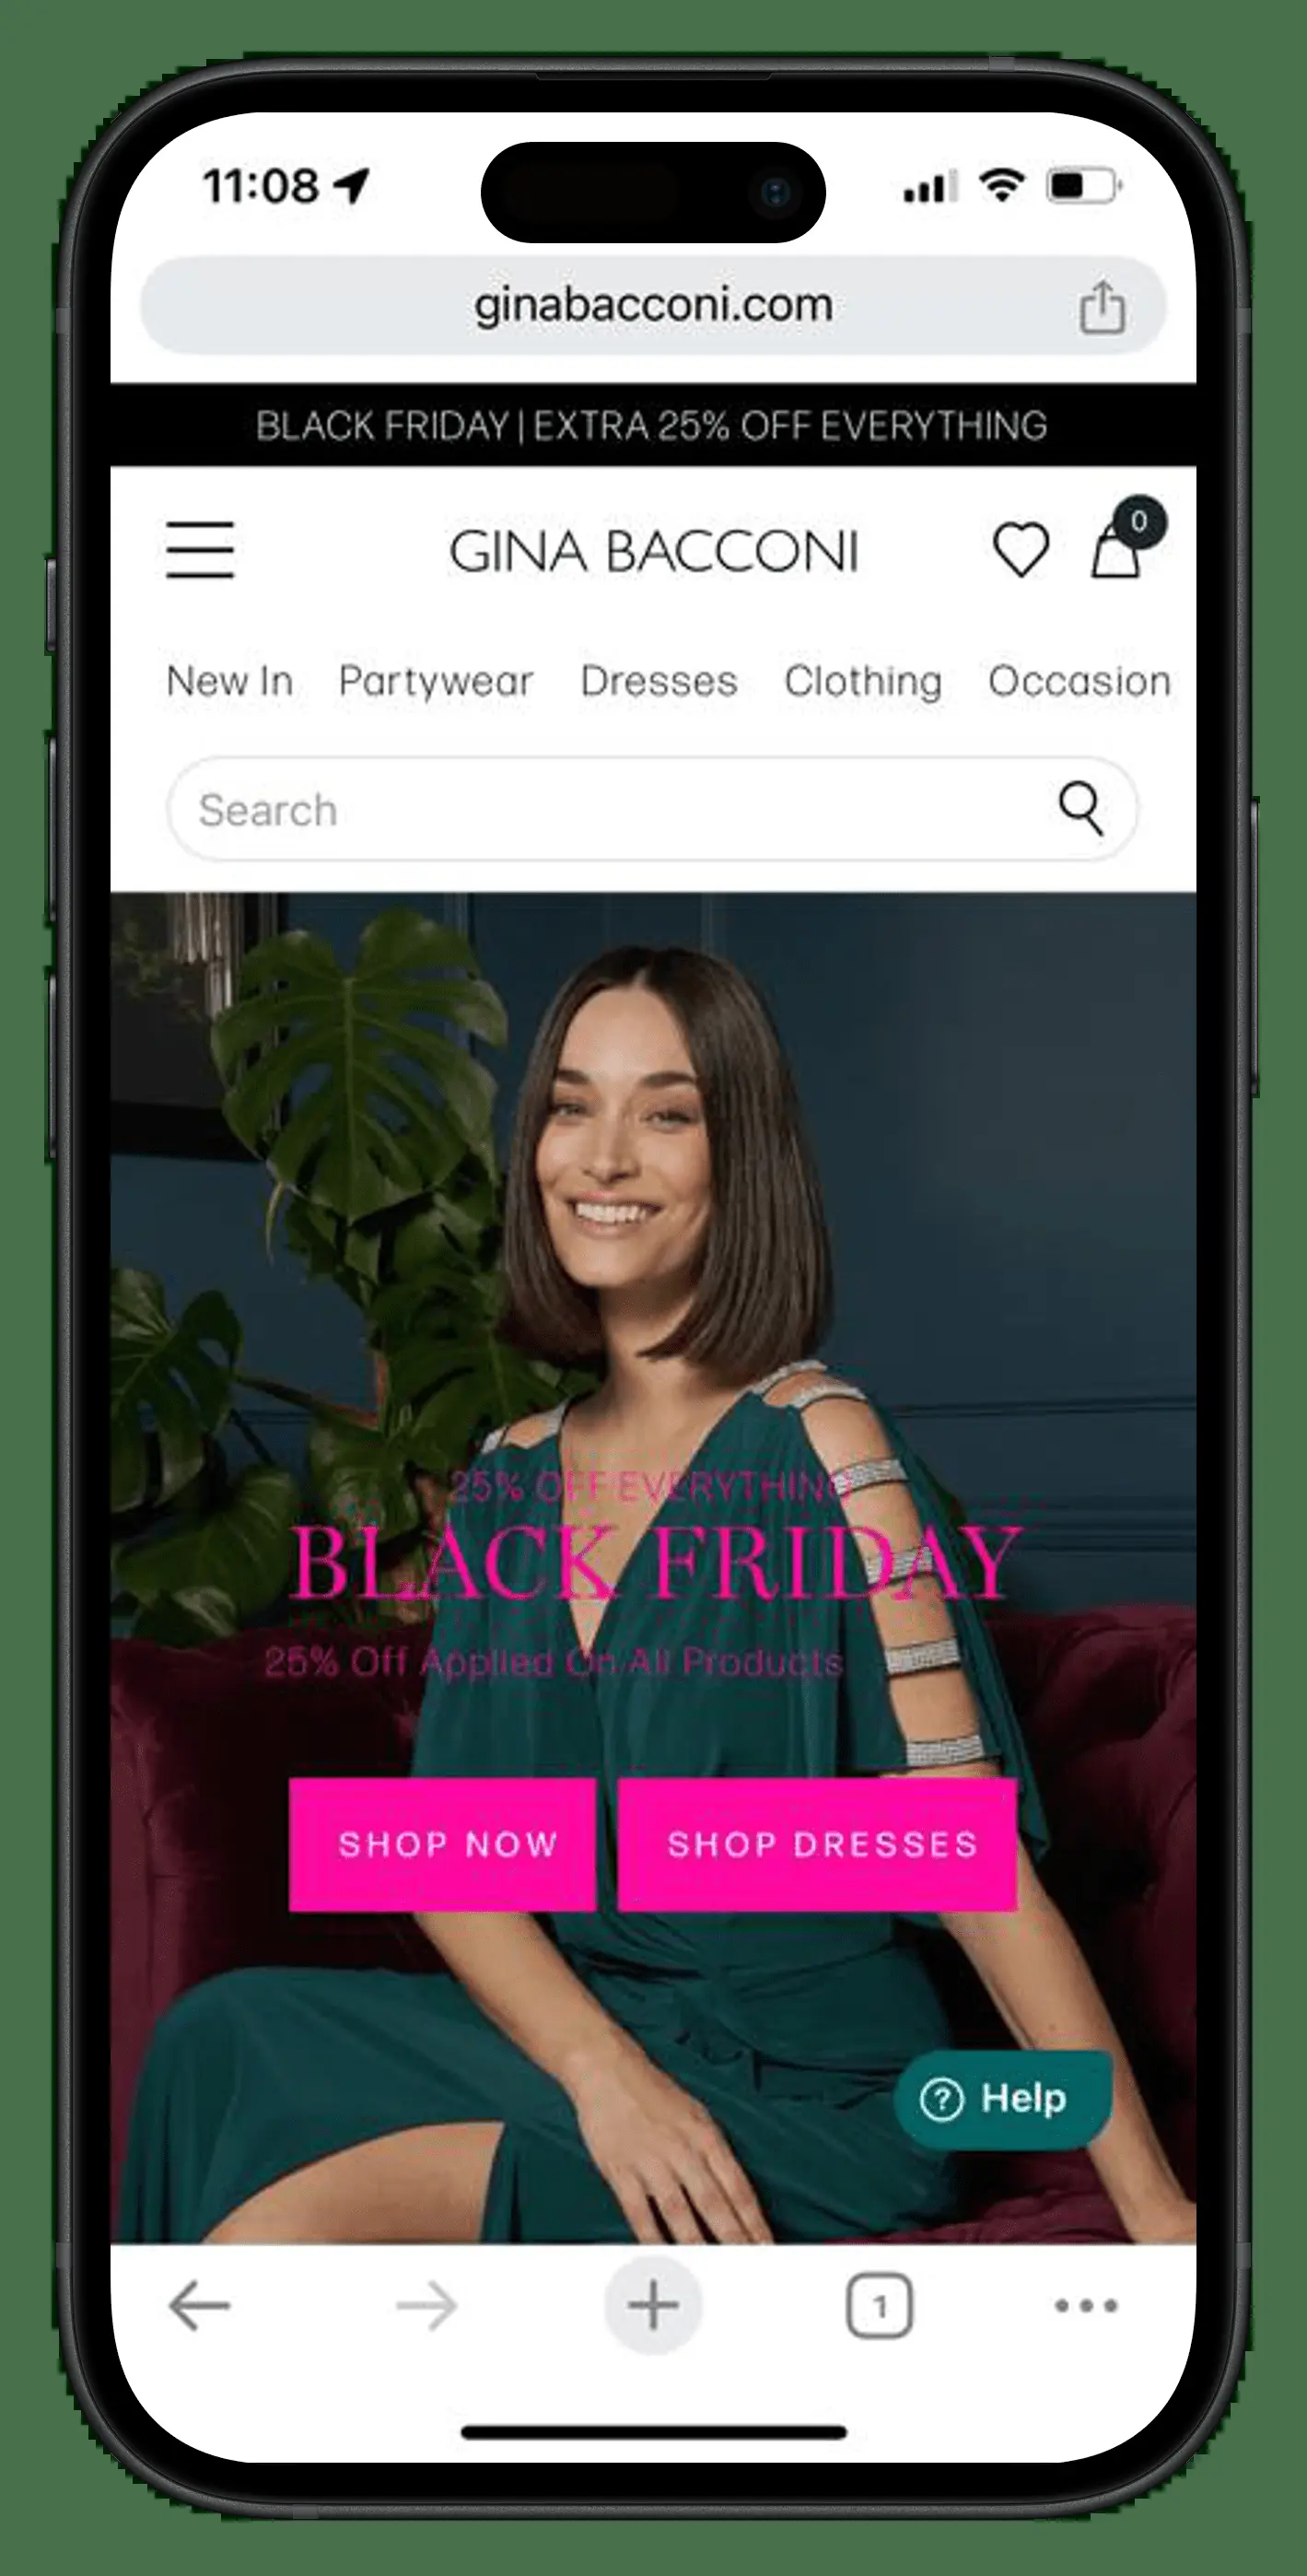 11:08
ginabacconi.com
BLACK FRIDAY | EXTRA 25% OFF EVERYTHING
GINA BACCONI
0
New In Partywear Dresses Clothing Occasion
Search
25% OFF EVERYTHING
BLACK FRIDAY
25% Off Applied On All Products
SHOP NOW SHOP DRESSES
? Help
1